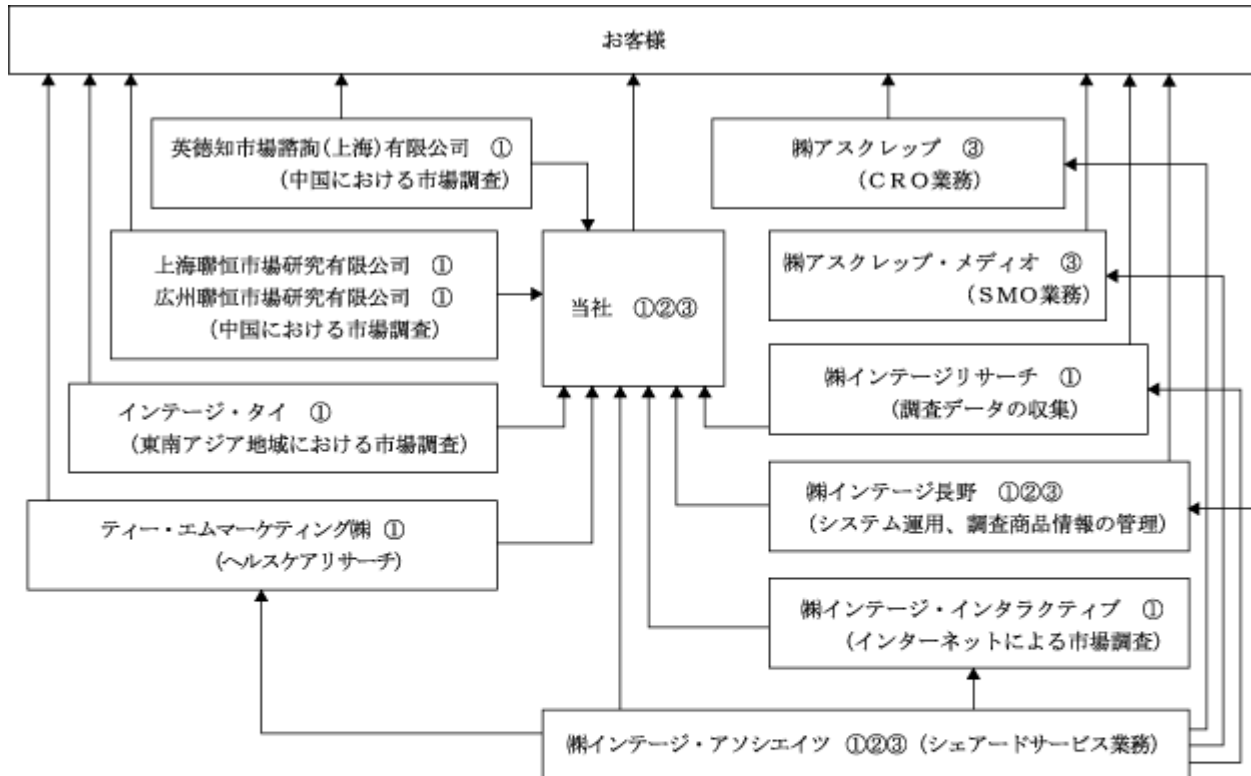 お客様
英徳知市場諮詢(上海)有限公司 ①
(中国における市場調査)
㈱アスクレップ ③
(CRO業務)
上海聯恒市場研究有限公司 ①
広州聯恒市場研究有限公司 ①
(中国における市場調査)
当社 ①②③
㈱アスクレップ・メディオ ③
(SMO業務)
㈱インテージリサーチ ①
(調査データの収集)
インテージ・タイ ①
(東南アジア地域における市場調査)
㈱インテージ長野 ①②③
(システム運用、調査商品情報の管理)
ティー・エムマーケティング㈱ ①
(ヘルスケアリサーチ)
㈱インテージ・インタラクティブ ①
(インターネットによる市場調査)
㈱インテージ・アソシエイツ ①②③ (シェアードサービス業務)